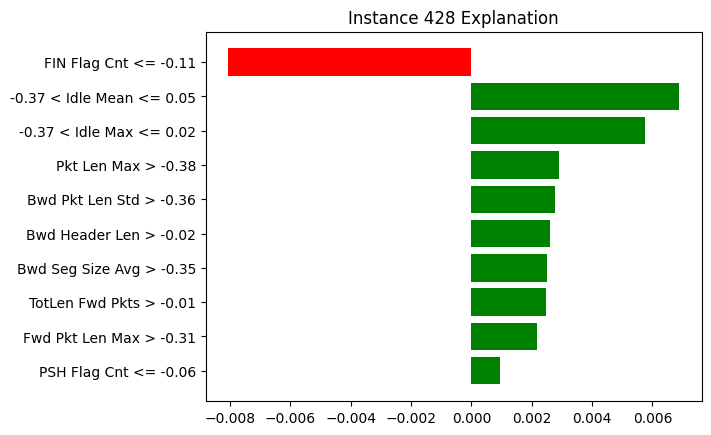 Instance 428 Explanation
FIN Flag Cnt <= -0.11
-0.37 < Idle Mean <= 0.05
-0.37 < Idle Max <= 0.02
Pkt Len Max > -0.38
Bwd Pkt Len Std > -0.36
Bwd Header Len > -0.02
Bwd Seg Size Avg > -0.35
TotLen Fwd Pkts > -0.01
Fwd Pkt Len Max > -0.31
PSH Flag Cnt <= -0.06
−0.008 −0.006 −0.004 −0.002 0.000 0.002 0.004 0.006